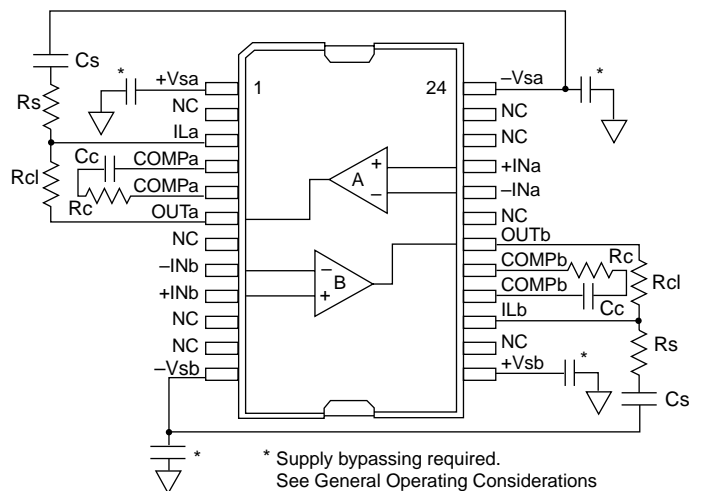 Cs
*
+Vsa
1
24
–Vsa
*
Rs
NC
NC
ILa
NC
Cc
COMPa
A
+
–
+INa
Rcl
COMPa
–INa
Rc
OUTa
NC
NC
OUTb
–INb
–
B
+
COMPb
Rc
+INb
COMPb
Cc
Rcl
NC
ILb
NC
NC
Rs
–Vsb
+Vsb
*
Cs
*
* Supply bypassing required.
See General Operating Considerations